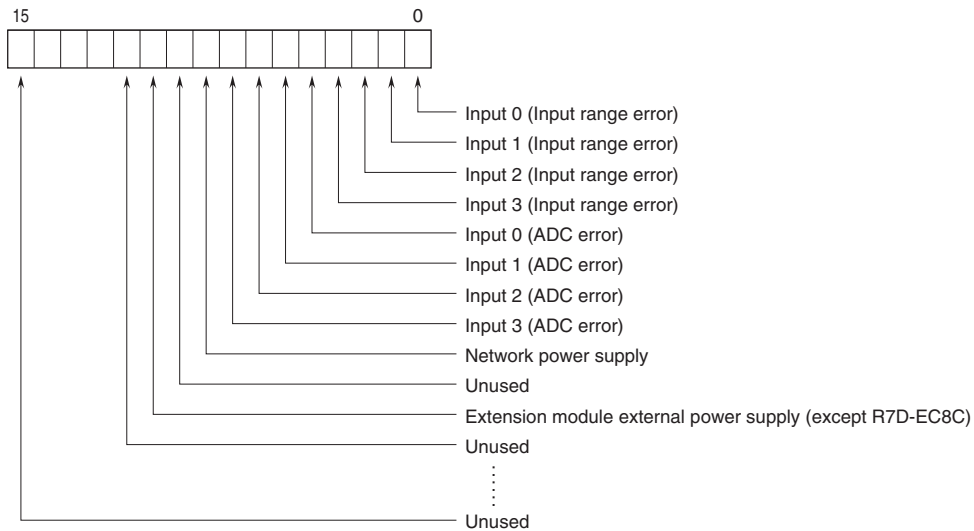 15 0
Input 0 (Input range error)
Input 1 (Input range error)
Input 2 (Input range error)
Input 3 (Input range error)
Input 0 (ADC error)
Input 1 (ADC error)
Input 2 (ADC error)
Input 3 (ADC error)
Network power supply
Unused
Extension module external power supply (except R7D-EC8C)
Unused
Unused